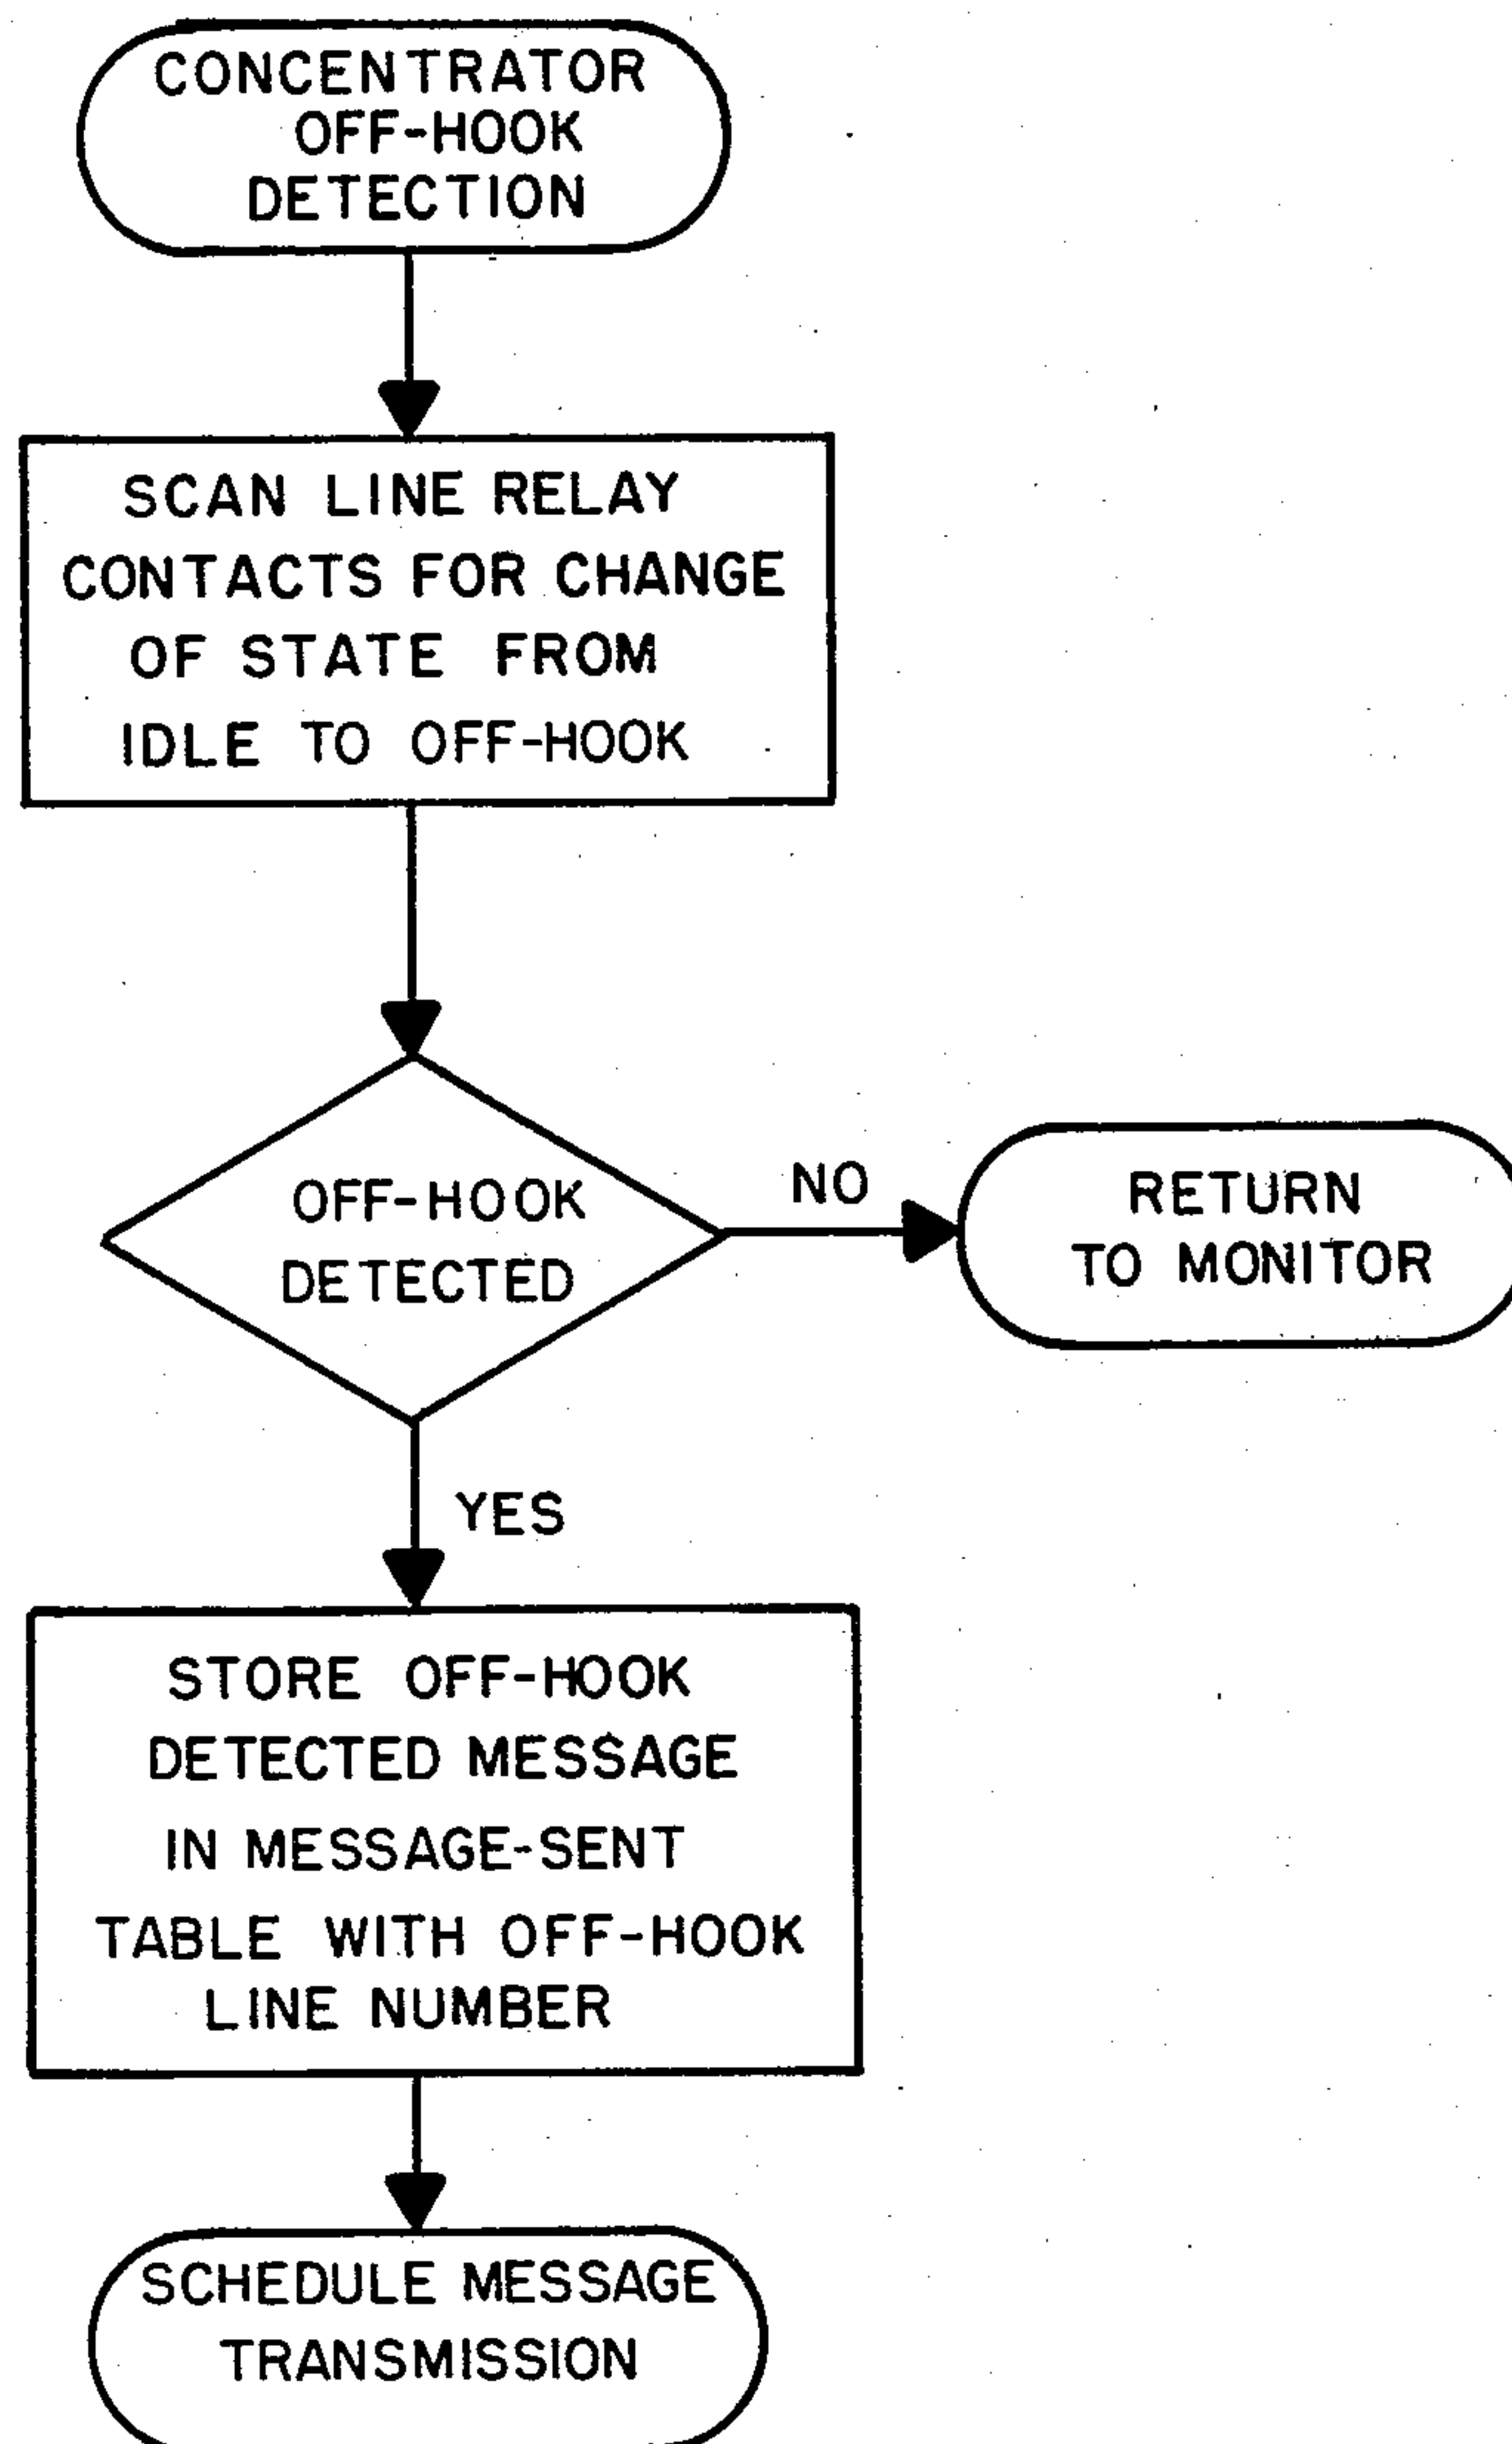 CONCENTRATOR
OFF-HOOK
DETECTION
SCAN LINE RELAY
CONTACTS FOR CHANGE
OF STATE FROM
IDLE TO OFF-HOOK
OFF-HOOK
DETECTED
NO
RETURN
TO MONITOR
YES
STORE OFF-HOOK
DETECTED MESSAGE
IN MESSAGE-SENT
TABLE WITH OFF-HOOK
LINE NUMBER
SCHEDULE MESSAGE
TRANSMISSION